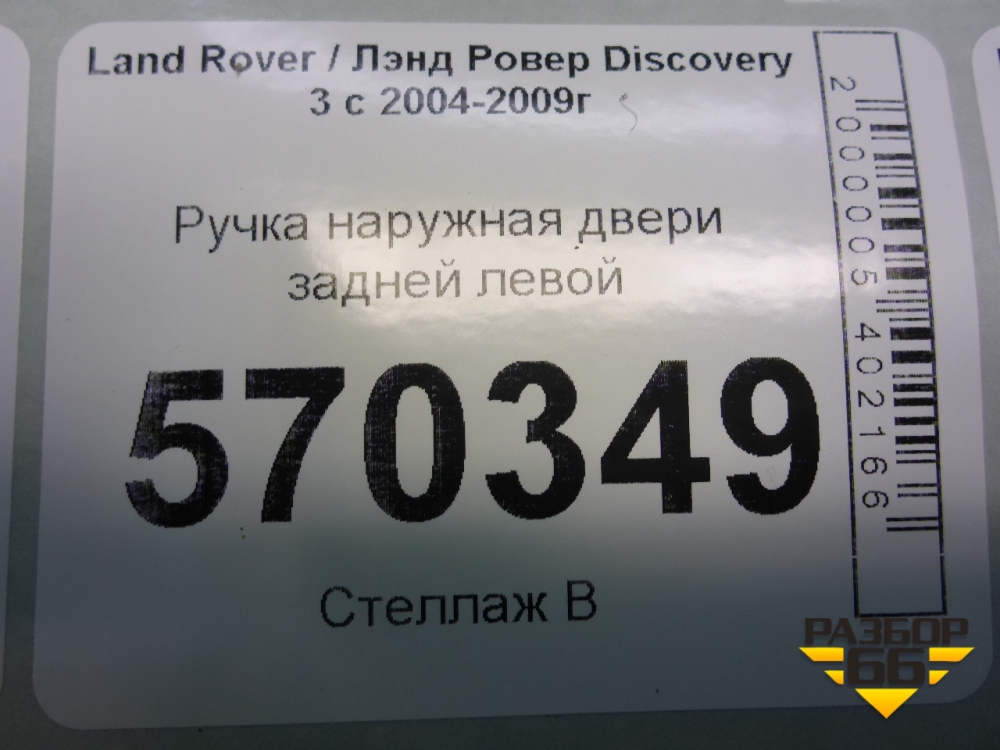 Land Rover / Лэнд Ровер Discovery
3 с 2004-2009г
Ручка наружная двери
задней левой
570349
Стеллаж В
2000005402166
РАЗБОР
66